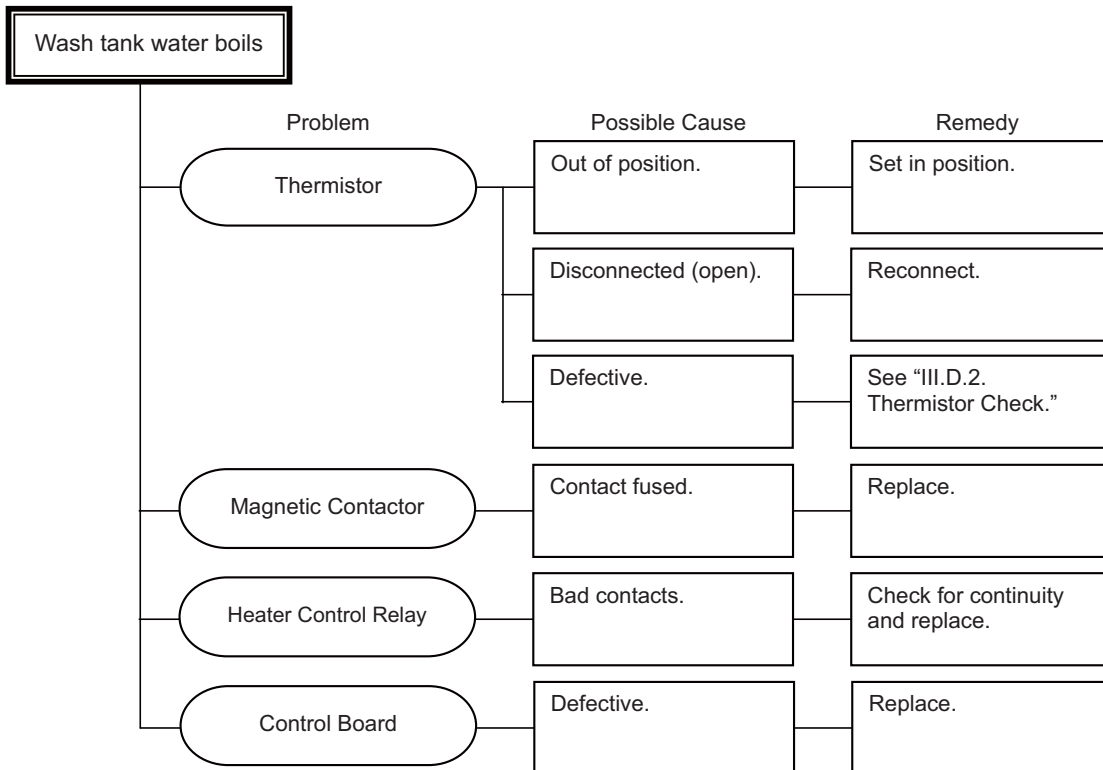 Wash tank water boils
Problem
Possible Cause
Remedy
Thermistor
Out of position.
Set in position.
Disconnected (open).
Reconnect.
Defective.
See “III.D.2.
Thermistor Check.”
Magnetic Contactor
Contact fused.
Replace.
Heater Control Relay
Bad contacts.
Check for continuity
and replace.
Control Board
Defective.
Replace.